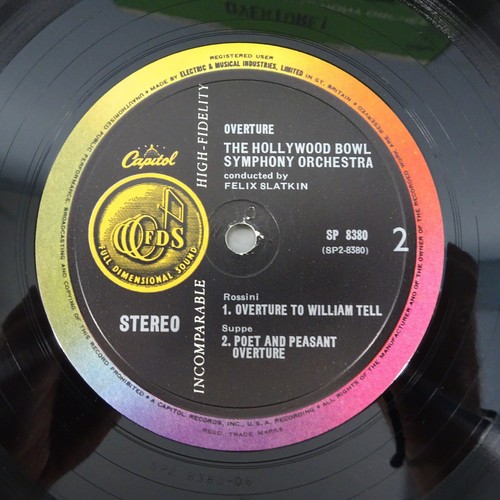 OVERTURE!
REGISTERED USER
MADE BY ELECTRIC & MUSICAL INDUSTRIES, LIMITED IN GT. BRITAIN
OVERTURE
THE HOLLYWOOD BOWL
SYMPHONY ORCHESTRA
conducted by
FELIX SLATKIN
Capitol
FDS
FULL DIMENSIONAL SOUND
STEREO
INCOMPARABLE HIGH-FIDELITY
SP 8380
(SP2-8380)
2
Rossini
1. OVERTURE TO WILLIAM TELL
Suppe
2. POET AND PEASANT
OVERTURE
ALL RIGHTS OF THE MANUFACTURER AND OF THE OWNER OF THE RECORDED WORK ARE RESERVED
UNAUTHORISED PUBLIC PERFORMANCE, BROADCASTING AND COPYING OF THIS RECORD PROHIBITED
A CAPITOL RECORDS, INC., U.S.A. RECORDING
REGD. TRADE MARKS